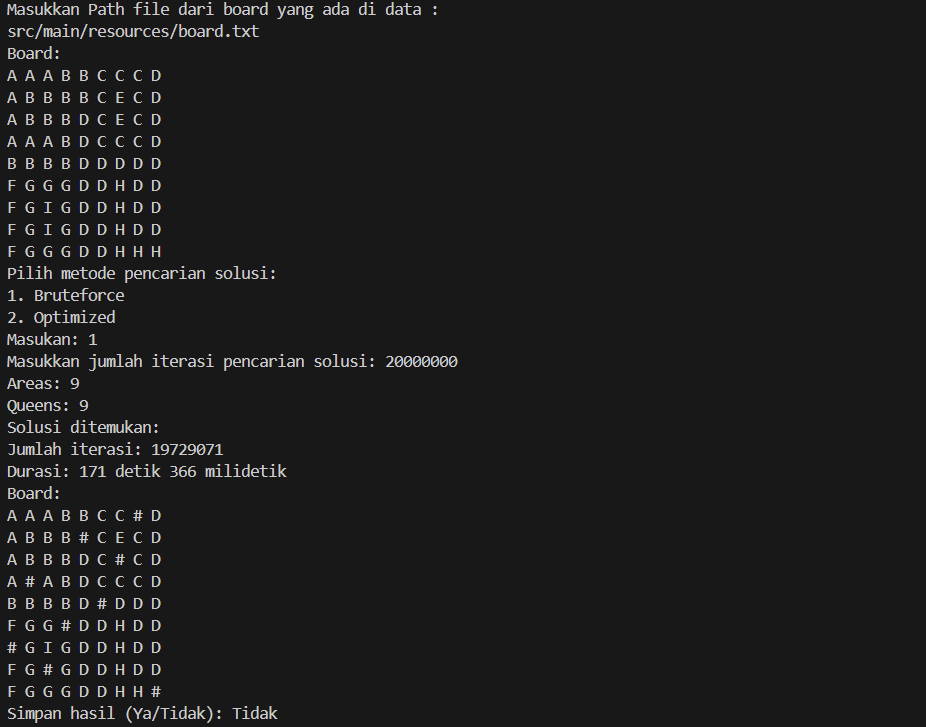 Masukkan Path file dari board yang ada di data :
src/main/resources/board.txt
Board:
A A A B B C C C D
A B B B B C E C D
A B B B D C E C D
A A A B D C C C D
B B B B D D D D D
F G G G D D H D D
F G I G D D H D D
F G I G D D H D D
F G G G D D H H H
Pilih metode pencarian solusi:
1. Bruteforce
2. Optimized
Masukan: 1
Masukkan jumlah iterasi pencarian solusi: 20000000
Areas: 9
Queens: 9
Solusi ditemukan:
Jumlah iterasi: 19729071
Durasi: 171 detik 366 milidetik
Board:
A A A B B C C # D
A B B B # C E C D
A B B B D C # C D
A # A B D C C C D
B B B B D # D D D
F G G # D D H D D
# G I G D D H D D
F G # G D D H D D
F G G G D D H H #
Simpan hasil (Ya/Tidak): Tidak